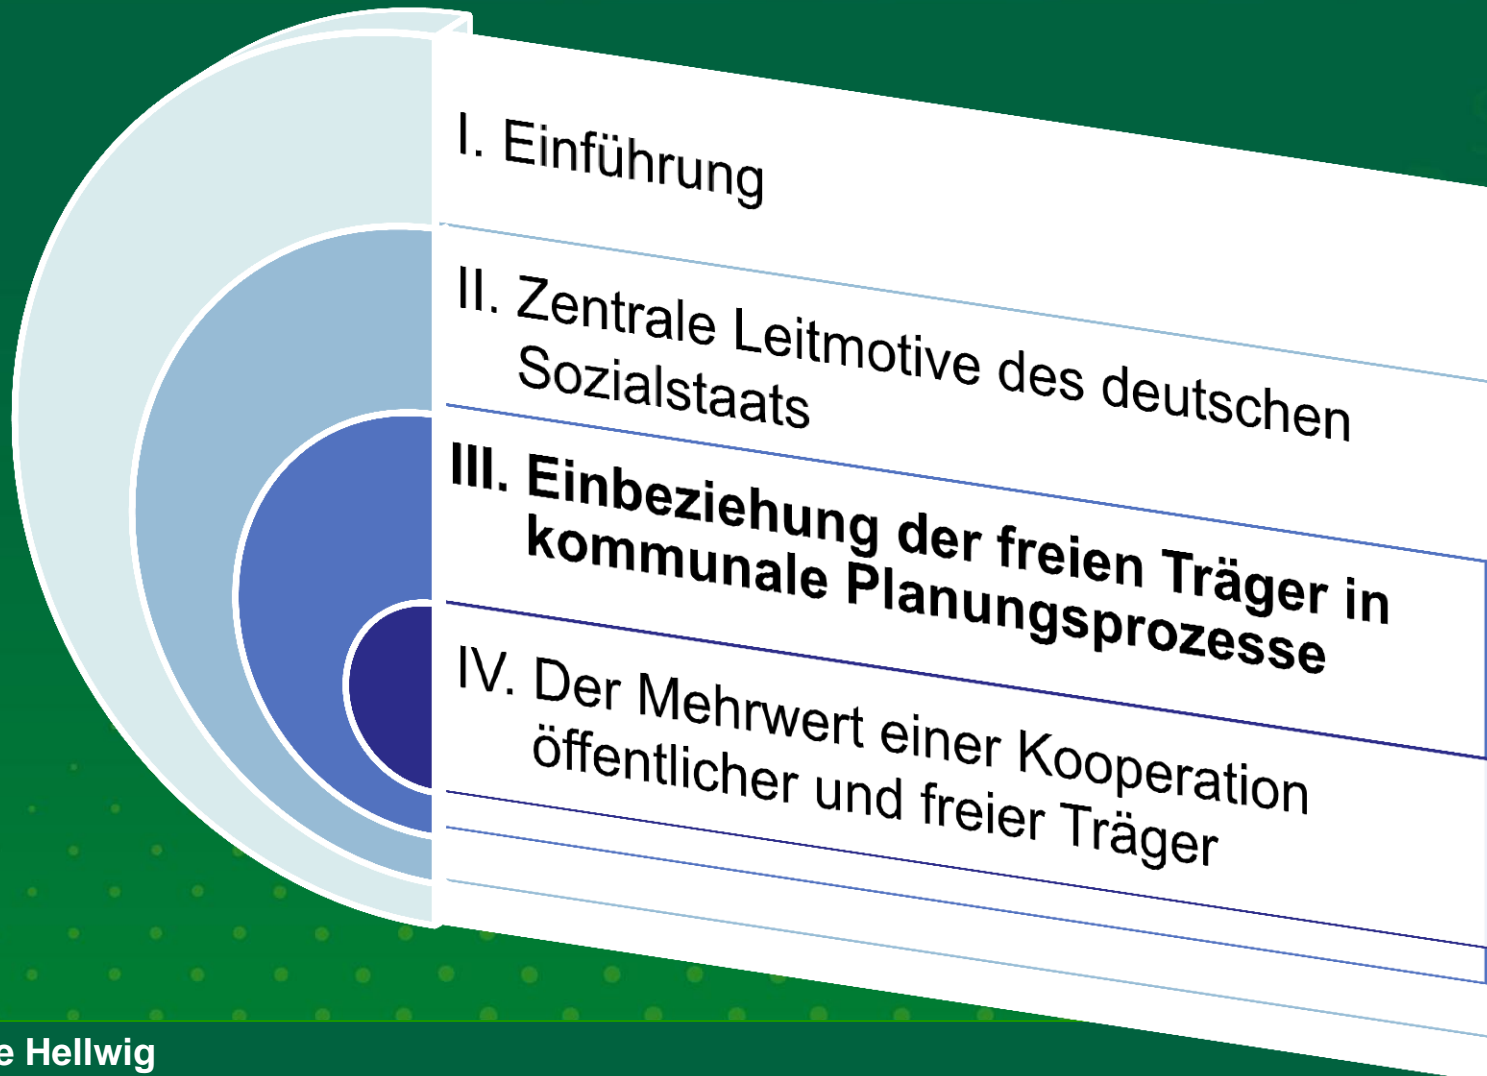 I. Einführung
II. Zentrale Leitmotive des deutschen
Sozialstaats
III. Einbeziehung der freien Träger in
kommunale Planungsprozesse
IV. Der Mehrwert einer Kooperation
öffentlicher und freier Träger
e Hellwig